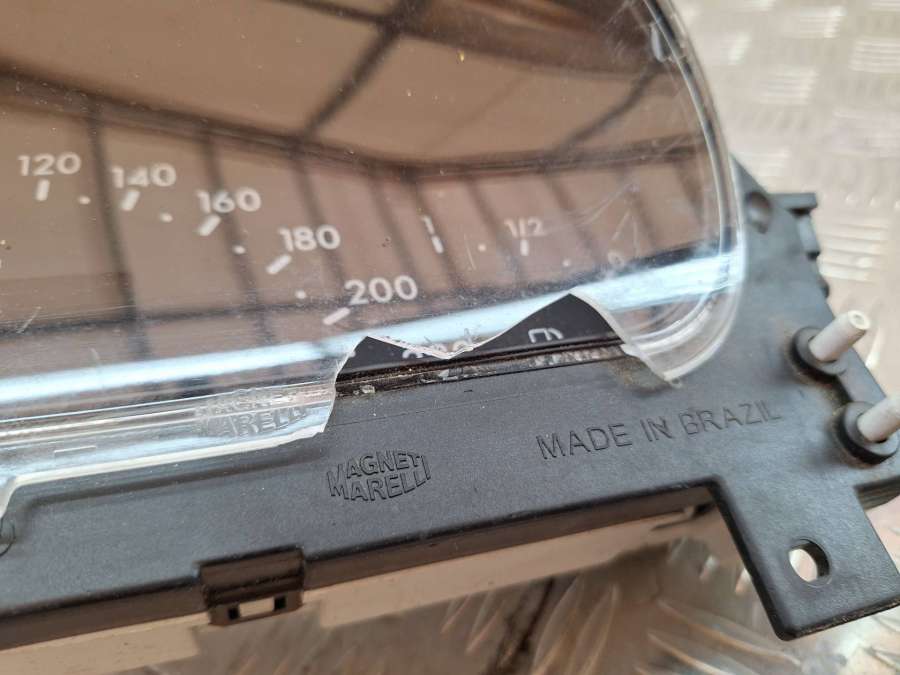 120
140
160
180
200
1
1/2
0
MAGNETI
MARELLI
MAGNETI
MARELLI
MADE IN BRAZIL